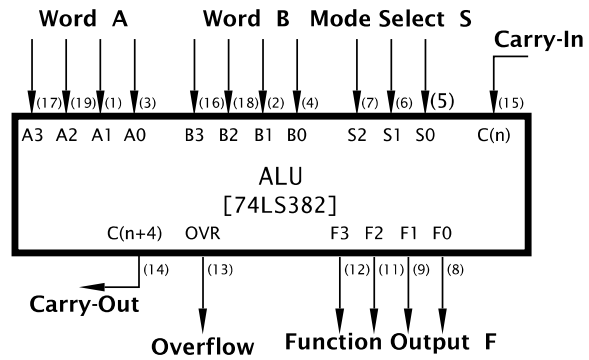 Word A Word B Mode Select S
Carry-In
(17) (19) (1) (3) (16) (18) (2) (4) (7) (6) (5) (15)
A3 A2 A1 A0 B3 B2 B1 B0 S2 S1 S0 C(n)
ALU
[74LS382]
C(n+4) OVR F3 F2 F1 F0
(14) (13) (12) (11) (9) (8)
Carry-Out
Overflow Function Output F